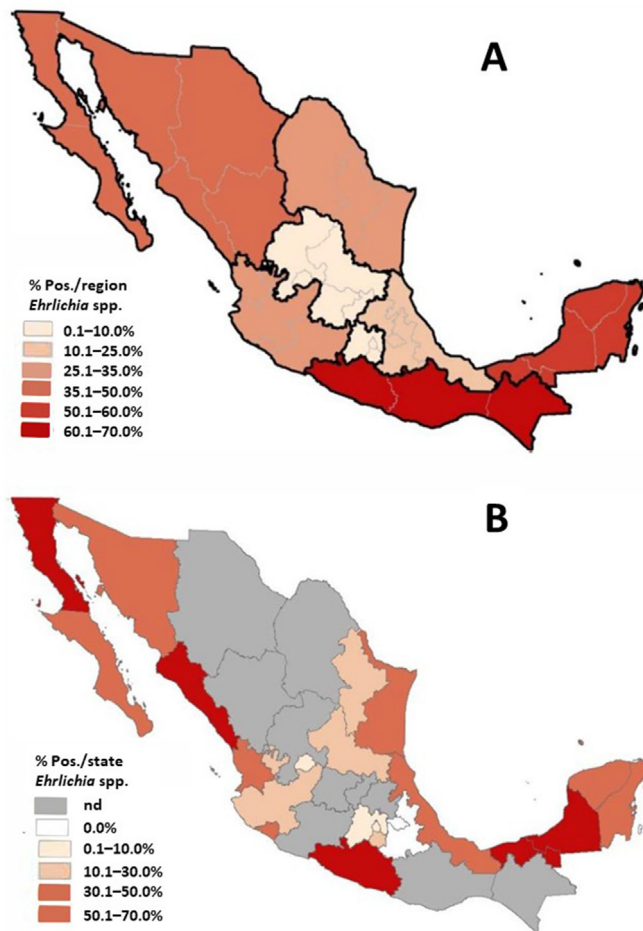 A
% Pos./region
Ehrlichia spp.
0.1–10.0%
10.1–25.0%
25.1–35.0%
35.1–50.0%
50.1–60.0%
60.1–70.0%
B
% Pos./state
Ehrlichia spp.
nd
0.0%
0.1–10.0%
10.1–30.0%
30.1–50.0%
50.1–70.0%